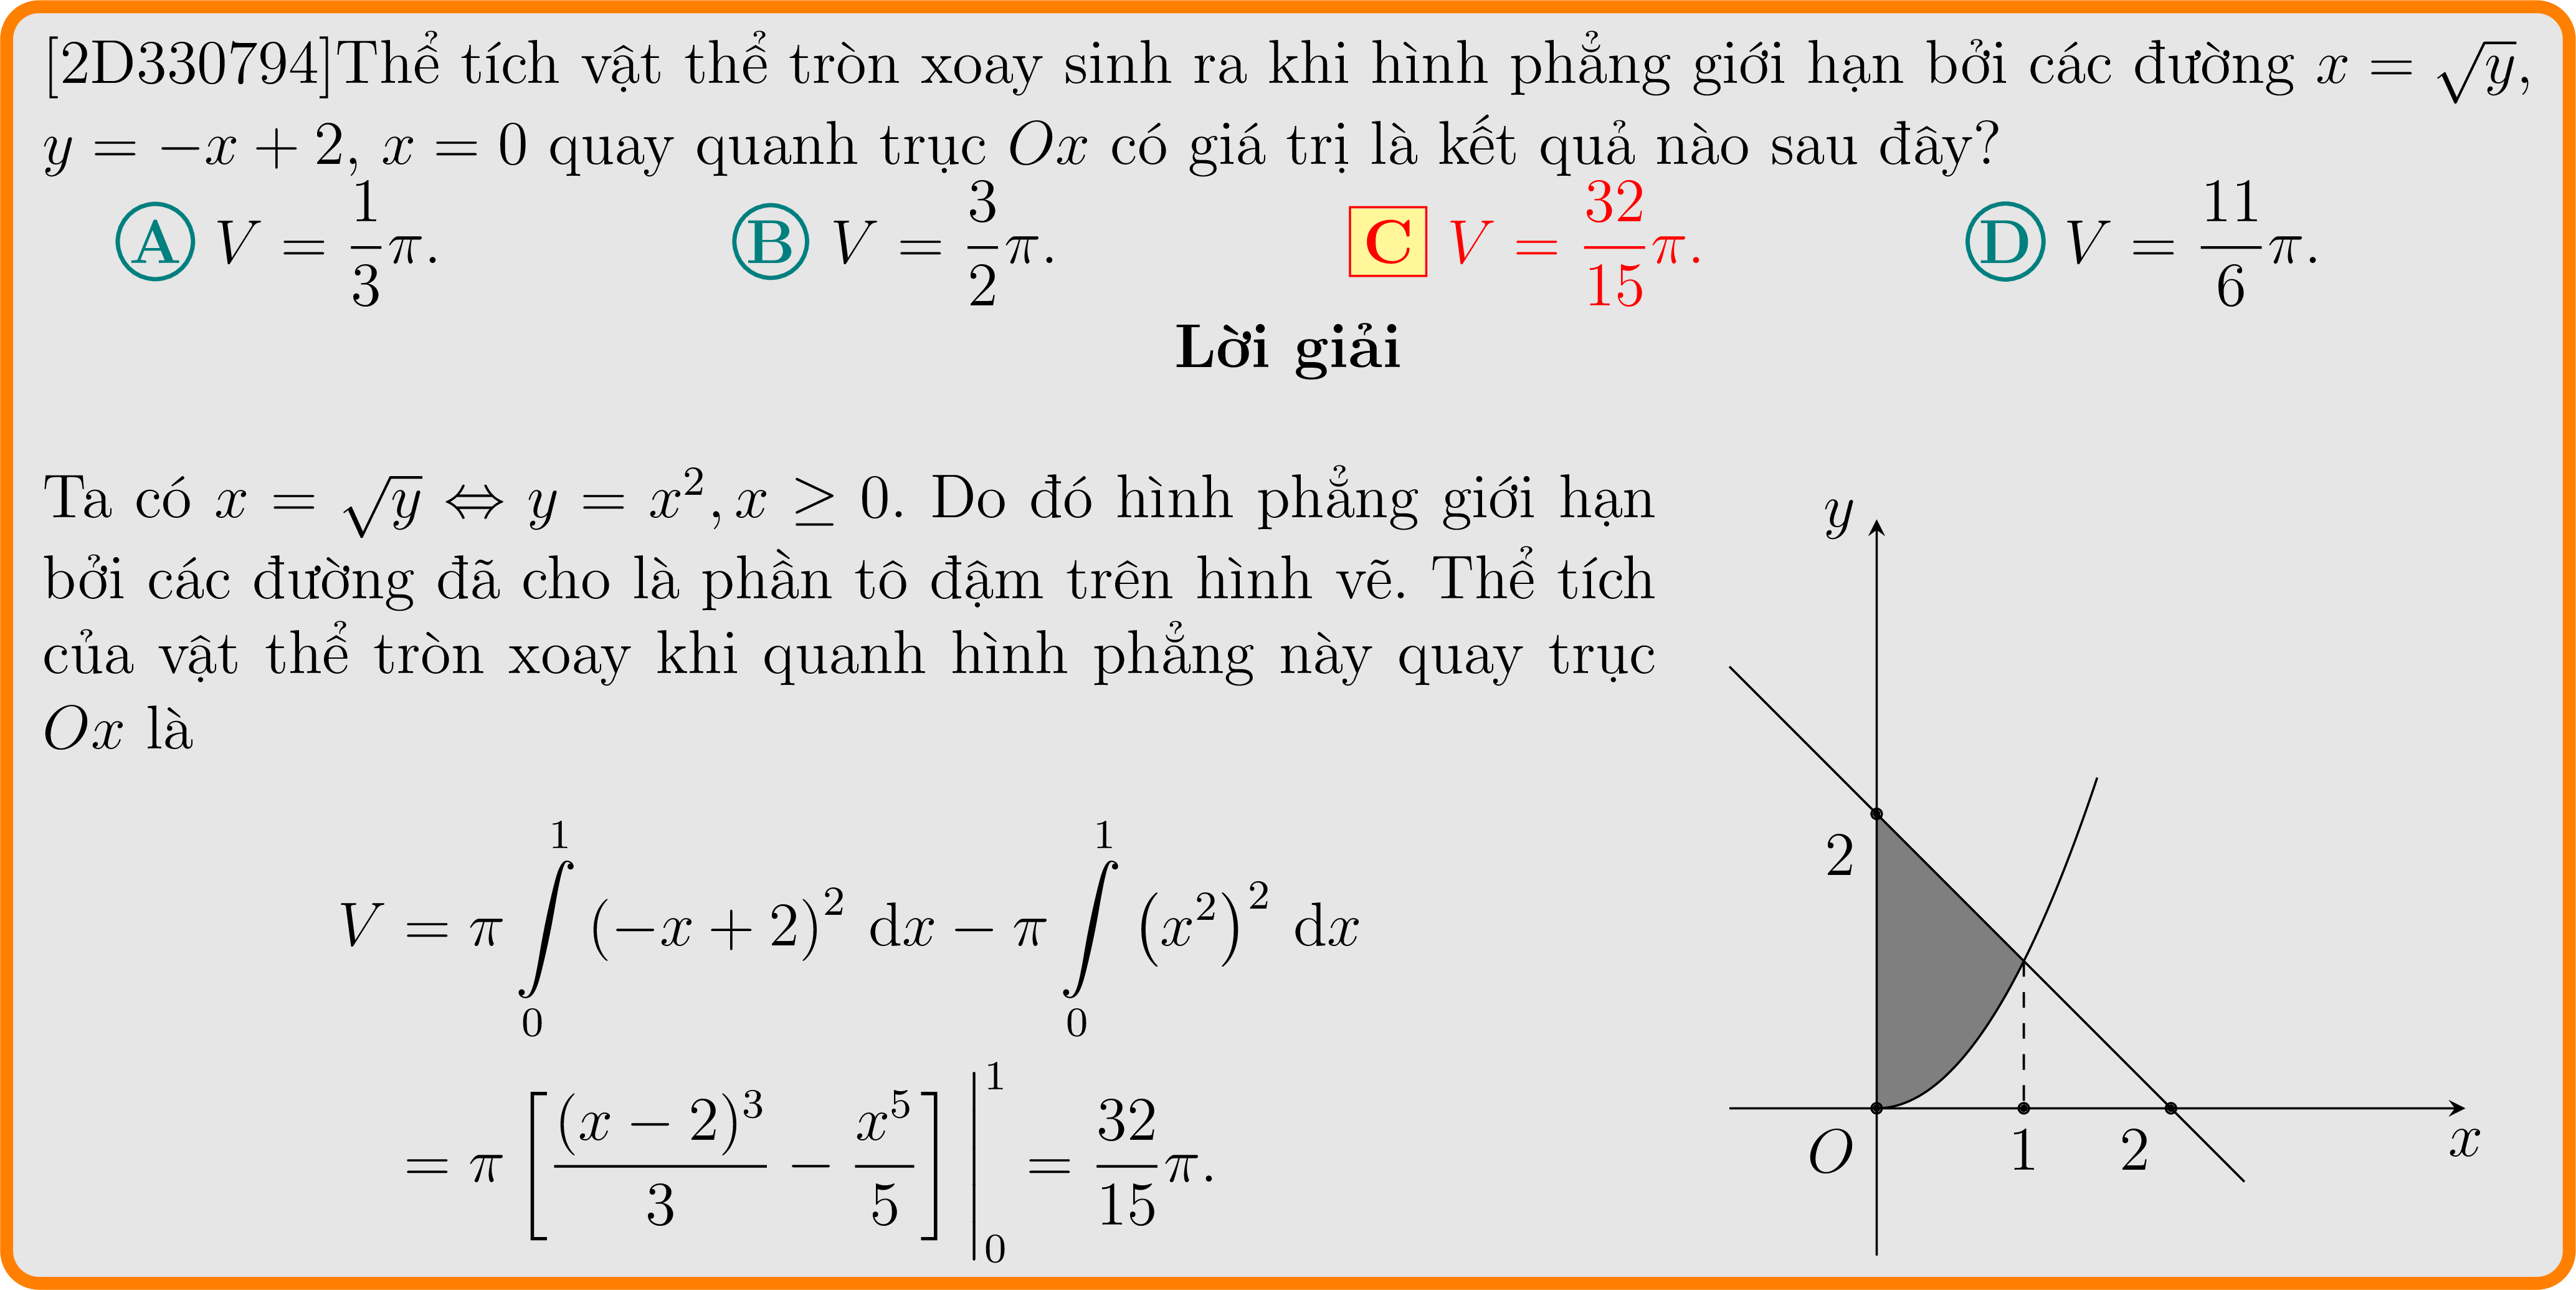 [2D330794]Thể tích vật thể tròn xoay sinh ra khi hình phẳng giới hạn bởi các đường $x = \sqrt{y}$,
$y = -x + 2$, $x = 0$ quay quanh trục $Ox$ có giá trị là kết quả nào sau đây?
A $V = \frac{1}{3}\pi$. B $V = \frac{3}{2}\pi$. C $V = \frac{32}{15}\pi$. D $V = \frac{11}{6}\pi$.
Lời giải
Ta có $x = \sqrt{y} \Leftrightarrow y = x^2, x \geq 0$. Do đó hình phẳng giới hạn
bởi các đường đã cho là phần tô đậm trên hình vẽ. Thể tích
của vật thể tròn xoay khi quanh hình phẳng này quay trục
$Ox$ là
$V = \pi \int\limits_0^1 (-x + 2)^2 \, \mathrm{d}x - \pi \int\limits_0^1 (x^2)^2 \, \mathrm{d}x$
$= \pi \left[ \frac{(x - 2)^3}{3} - \frac{x^5}{5} \right] \Big|_0^1 = \frac{32}{15}\pi.$
y
2
O 1 2 x